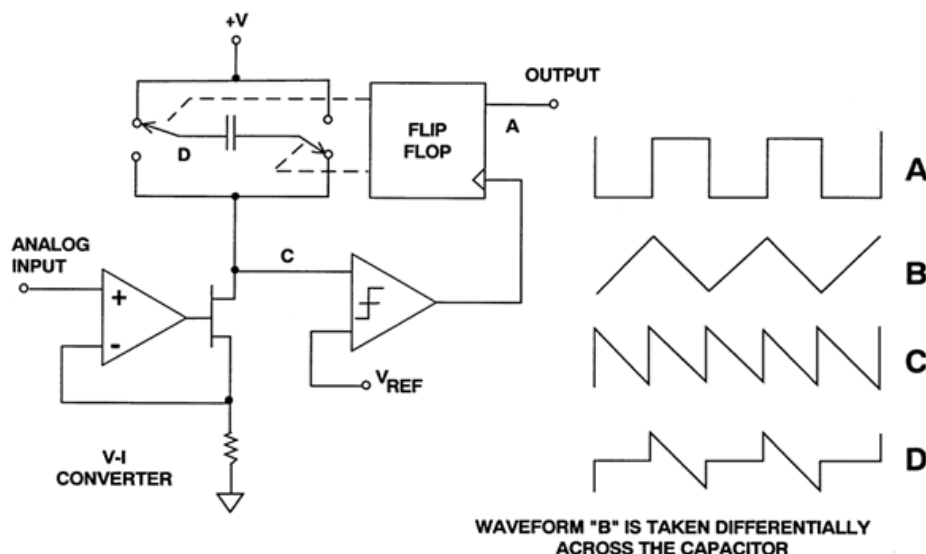 +V
OUTPUT
FLIP
FLOP
A
D
ANALOG
INPUT
C
+
-
VREF
V-I
CONVERTER
A
B
C
D
WAVEFORM "B" IS TAKEN DIFFERENTIALLY
ACROSS THE CAPACITOR